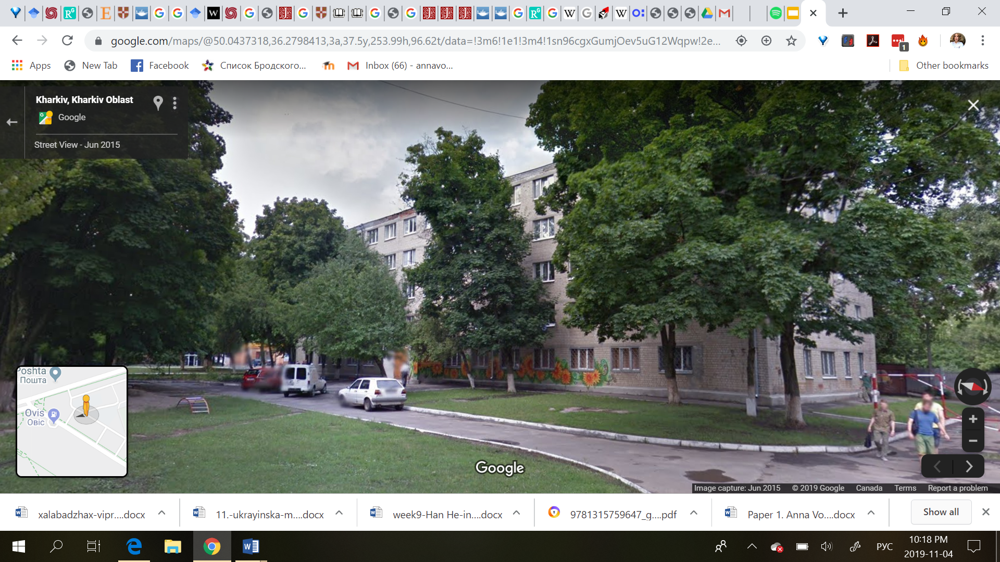 google.com/maps/@50.0437318,36.2798413,3a,37.5y,253.99h,96.62t/data=!3m6!1e1!3m4!1sn96cgxGumjOev5uG12Wqpw!2e...
1
Apps
New Tab
Facebook
Список Бродского...
Inbox (66) - annavo...
Other bookmarks
Kharkiv, Kharkiv Oblast
Google
Street View - Jun 2015
Poshta
Пошта
Ovis
Овіс
Google
Image capture: Jun 2015 © 2019 Google Canada Terms Report a problem
xalabadzhax-vipr....docx
11.-ukrayinska-m....docx
week9-Han He-in....docx
9781315759647_g....pdf
Paper 1. Anna Vo....docx
Show all
РУС
10:18 PM
2019-11-04